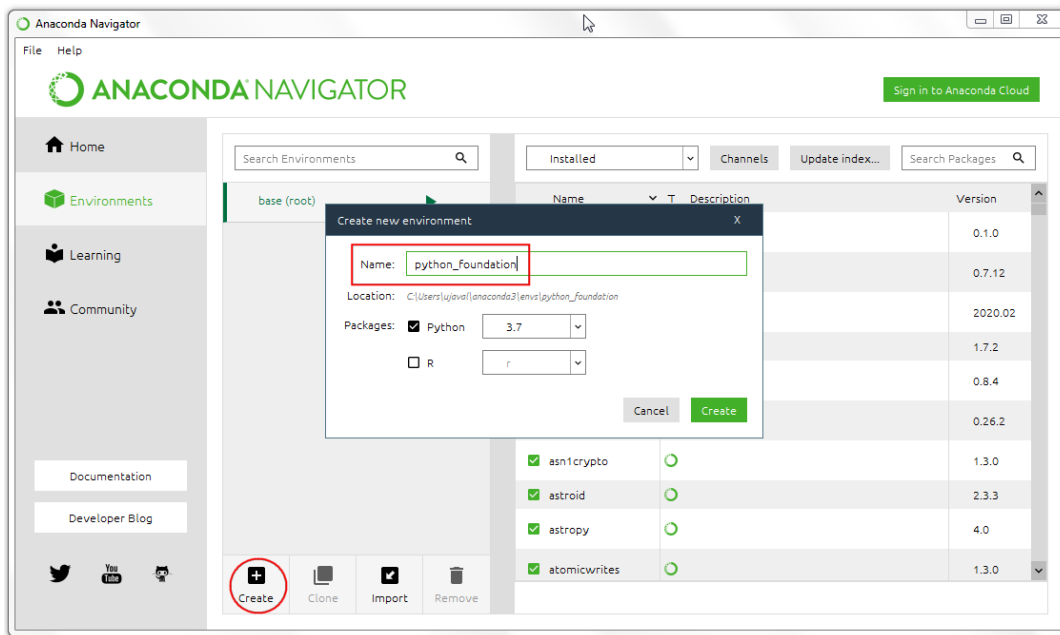 Anaconda Navigator
File Help
ANACONDA NAVIGATOR
Sign in to Anaconda Cloud
Home
Environments
Learning
Community
Documentation
Developer Blog
You
Tube
Search Environments
base (root)
Create
Clone
Import
Remove
Installed
Channels
Update index...
Search Packages
Name T Description Version
0.1.0
0.7.12
2020.02
1.7.2
0.8.4
0.26.2
asn1crypto 1.3.0
astroid 2.3.3
astropy 4.0
atomicwrites 1.3.0
Create new environment X
Name: python_foundation
Location: C:\Users\ujaval\anaconda3\envs\python_foundation
Packages: Python 3.7
R r
Cancel Create